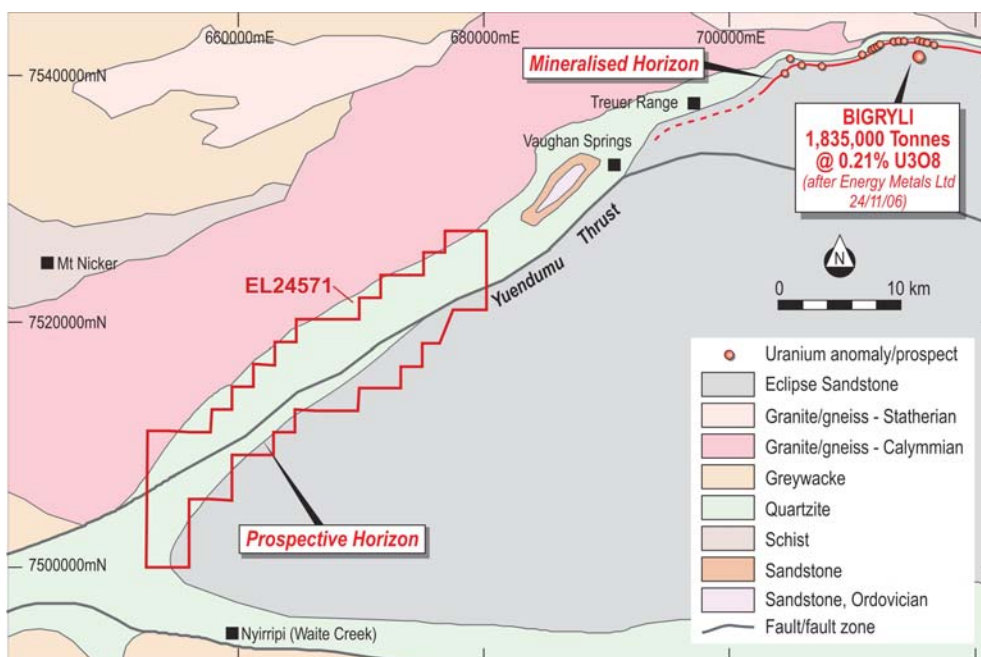 660000mE
680000mE
700000mE
7540000mN
Mineralised Horizon
Treuer Range
BIGRYLI
1,835,000 Tonnes
@ 0.21% U3O8
(after Energy Metals Ltd
24/11/06)
Vaughan Springs
Mt Nicker
EL24571
Yuendumu Thrust
N
0
10 km
7520000mN
Uranium anomaly/prospect
Eclipse Sandstone
Granite/gneiss - Statherian
Granite/gneiss - Calymmian
Greywacke
Quartzite
Schist
Sandstone
Sandstone, Ordovician
Fault/fault zone
Prospective Horizon
7500000mN
Nyirripi (Waite Creek)